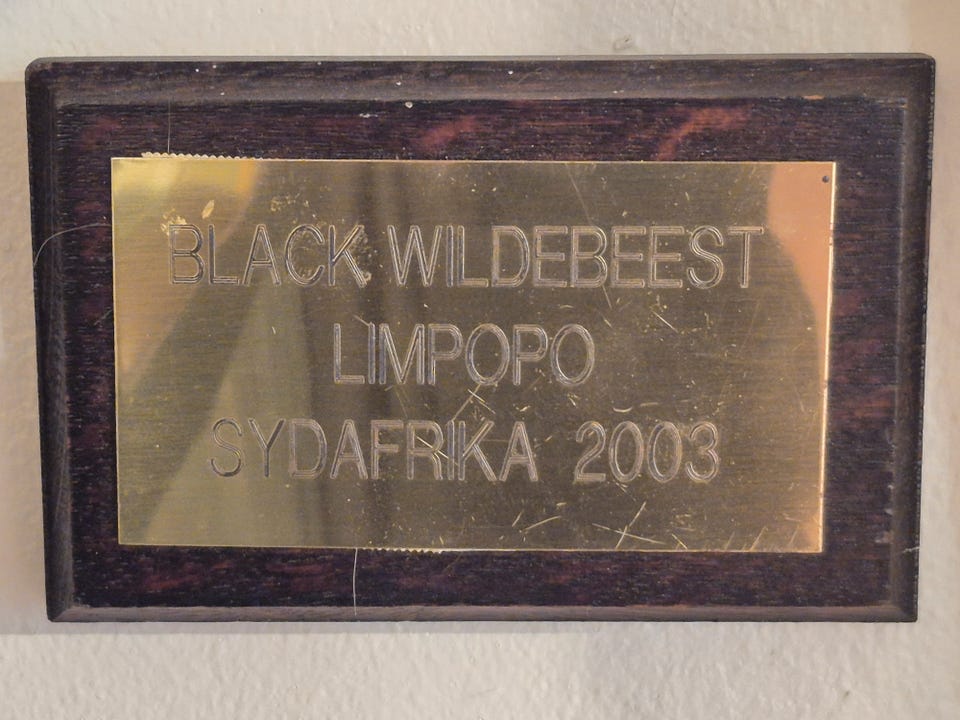 BLACK WILDEBEEST
LIMPOPO
SYDAFRIKA 2003